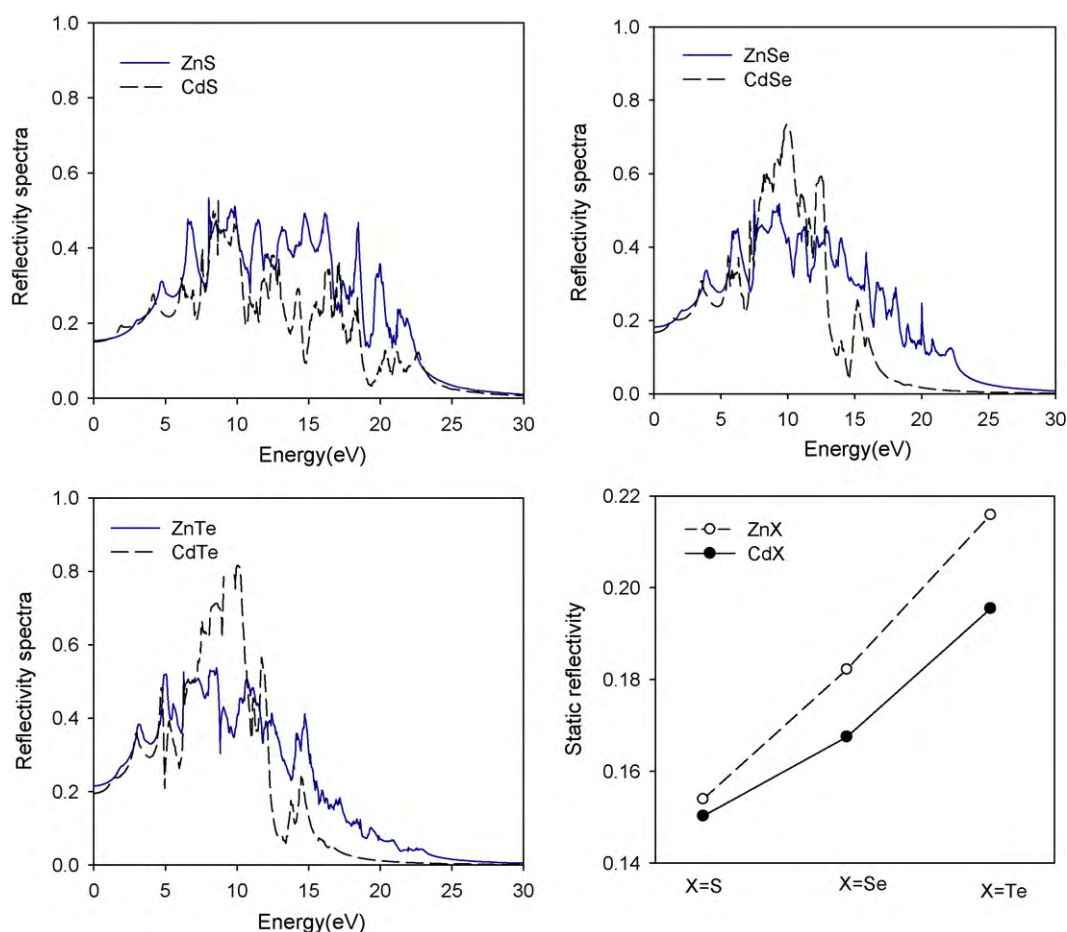 1.0
0.8
0.6
0.4
0.2
0.0
Reflectivity spectra
ZnS
CdS
0 5 10 15 20 25 30
Energy(eV)
1.0
0.8
0.6
0.4
0.2
0.0
Reflectivity spectra
ZnSe
CdSe
0 5 10 15 20 25 30
Energy(eV)
1.0
0.8
0.6
0.4
0.2
0.0
Reflectivity spectra
ZnTe
CdTe
0 5 10 15 20 25 30
Energy(eV)
0.22
0.20
0.18
0.16
0.14
Static reflectivity
ZnX
CdX
X=S X=Se X=Te